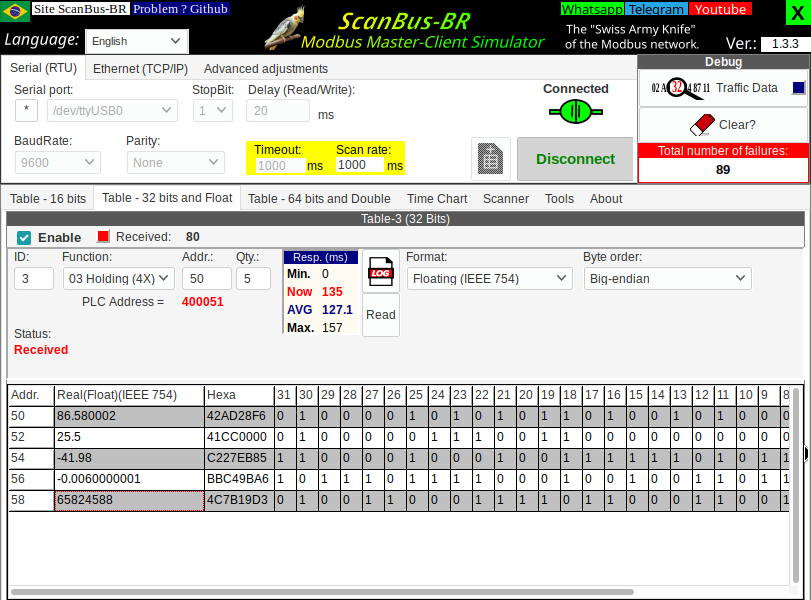 Site ScanBus-BR Problem ? Github
ScanBus-BR
Modbus Master-Client Simulator
Whatsapp Telegram Youtube
X
Language: English
The "Swiss Army Knife"
of the Modbus network.
Ver.: 1.3.3
Serial (RTU) Ethernet (TCP/IP) Advanced adjustments
Debug
Serial port: StopBit: Delay (Read/Write):
* /dev/ttyUSB0 1 20 ms
Connected
Traffic Data
Clear?
BaudRate: Parity:
9600 None
Timeout: Scan rate:
1000 ms 1000 ms
Disconnect
Total number of failures:
89
Table - 16 bits Table - 32 bits and Float Table - 64 bits and Double Time Chart Scanner Tools About
Table-3 (32 Bits)
Enable Received: 80
ID: Function: Addr.: Qty.:
3 03 Holding (4X) 50 5
PLC Address = 400051
Resp. (ms)
Min. 0
Now 135
AVG 127.1
Max. 157
LOG
Read
Format: Byte order:
Floating (IEEE 754) Big-endian
Status:
Received
Addr. Real(Float)(IEEE 754) Hexa 31 30 29 28 27 26 25 24 23 22 21 20 19 18 17 16 15 14 13 12 11 10 9 8
50 86.580002 42AD28F6 0 1 0 0 0 0 1 0 1 0 1 0 1 1 0 1 0 0 1 0 1 0 0 0
52 25.5 41CC0000 0 1 0 0 0 0 0 1 1 1 0 0 1 1 0 0 0 0 0 0 0 0 0 0
54 -41.98 C227EB85 1 1 0 0 0 0 1 0 0 0 1 0 0 1 1 1 1 1 1 0 1 0 1 1
56 -0.0060000001 BBC49BA6 1 0 1 1 1 0 1 1 1 1 0 0 0 1 0 0 1 0 0 1 1 0 1 1
58 65824588 4C7B19D3 0 1 0 0 1 1 0 0 0 1 1 1 1 0 1 1 0 0 0 1 1 0 0 1